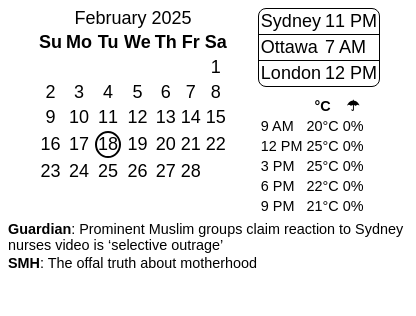 February 2025
Su Mo Tu We Th Fr Sa
1
2 3 4 5 6 7 8
9 10 11 12 13 14 15
16 17 18 19 20 21 22
23 24 25 26 27 28
Sydney 11 PM
Ottawa 7 AM
London 12 PM
°C ☂
9 AM 20°C 0%
12 PM 25°C 0%
3 PM 25°C 0%
6 PM 22°C 0%
9 PM 21°C 0%
Guardian: Prominent Muslim groups claim reaction to Sydney
nurses video is ‘selective outrage’
SMH: The offal truth about motherhood